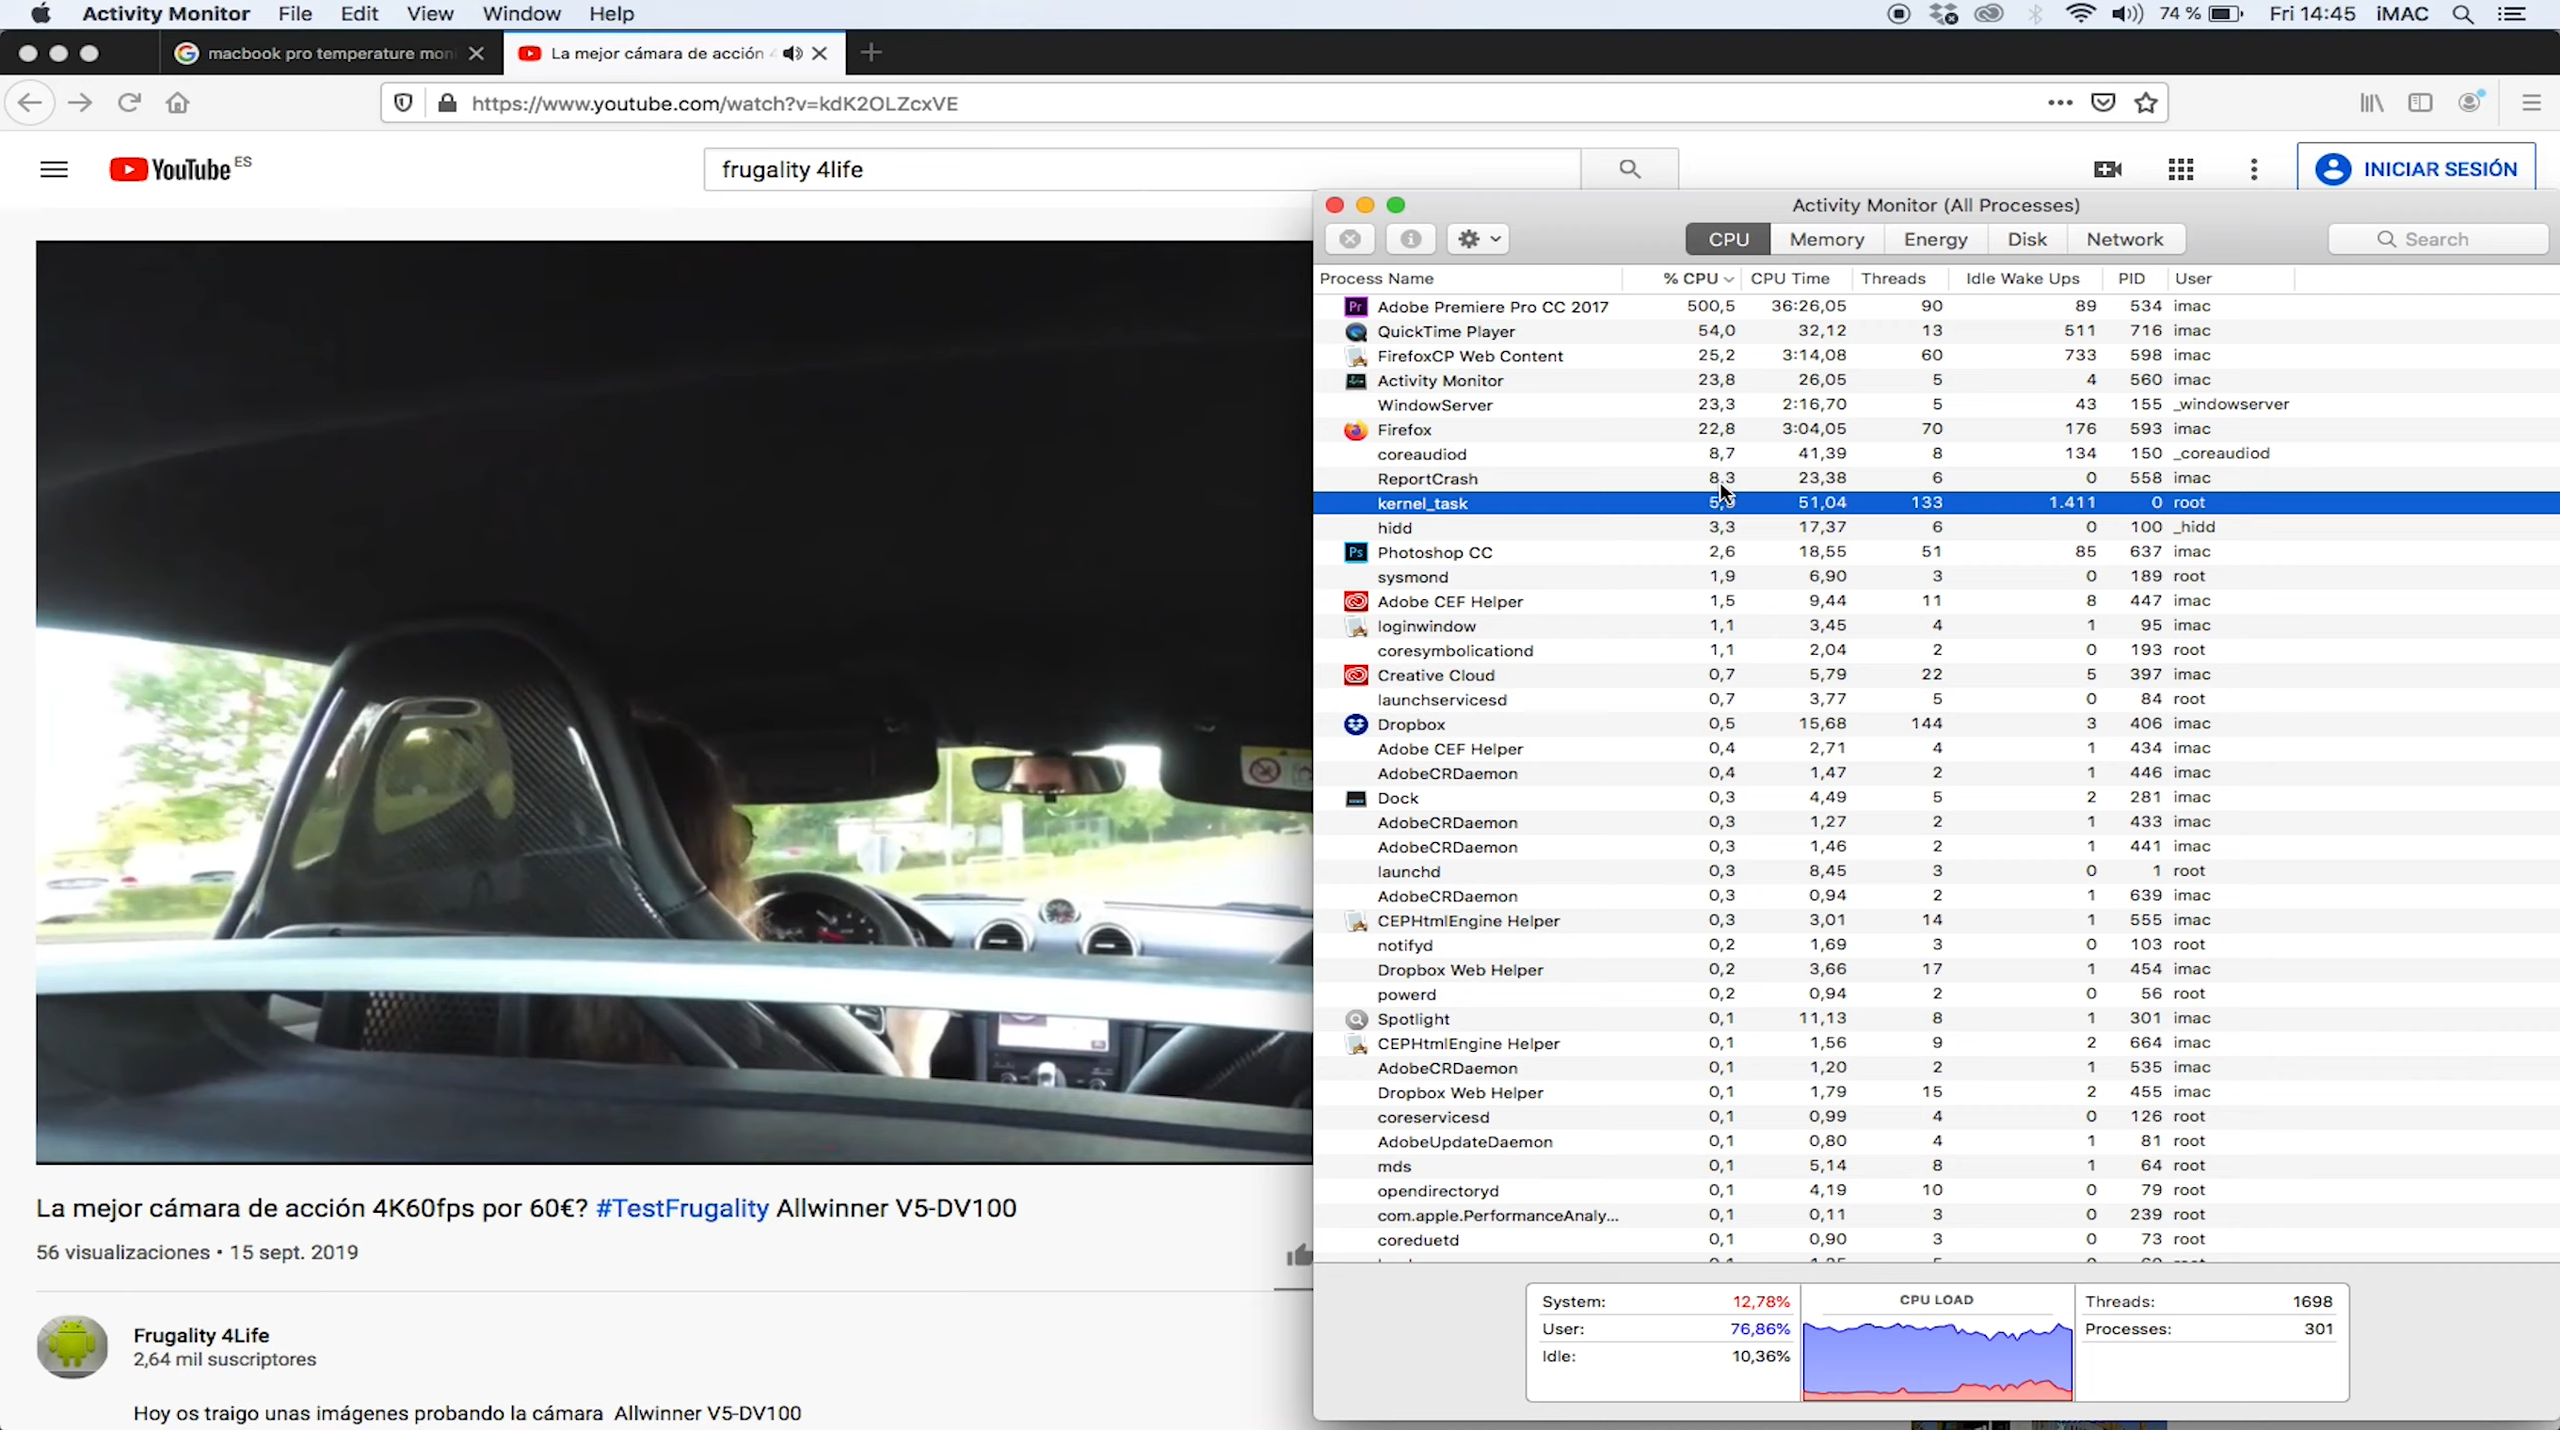 Activity Monitor File Edit View Window Help 74 % Fri 14:45 iMAC
macbook pro temperature mon
La mejor cámara de acción 4
https://www.youtube.com/watch?v=kdK2OLZcxVE
YouTube ES
frugality 4life
INICIAR SESIÓN
Activity Monitor (All Processes)
CPU Memory Energy Disk Network Search
Process Name % CPU CPU Time Threads Idle Wake Ups PID User
Pr Adobe Premiere Pro CC 2017 500,5 36:26,05 90 89 534 imac
QuickTime Player 54,0 32,12 13 511 716 imac
FirefoxCP Web Content 25,2 3:14,08 60 733 598 imac
Activity Monitor 23,8 26,05 5 4 560 imac
WindowServer 23,3 2:16,70 5 43 155 _windowserver
Firefox 22,8 3:04,05 70 176 593 imac
coreaudiod 8,7 41,39 8 134 150 _coreaudiod
ReportCrash 8,3 23,38 6 0 558 imac
kernel_task 51,04 133 1.411 0 root
hidd 3,3 17,37 6 0 100 _hidd
Ps Photoshop CC 2,6 18,55 51 85 637 imac
sysmond 1,9 6,90 3 0 189 root
Adobe CEF Helper 1,5 9,44 11 8 447 imac
loginwindow 1,1 3,45 4 1 95 imac
coresymbolicationd 1,1 2,04 2 0 193 root
Creative Cloud 0,7 5,79 22 5 397 imac
launchservicesd 0,7 3,77 5 0 84 root
Dropbox 0,5 15,68 144 3 406 imac
Adobe CEF Helper 0,4 2,71 4 1 434 imac
AdobeCRDaemon 0,4 1,47 2 1 446 imac
Dock 0,3 4,49 5 2 281 imac
AdobeCRDaemon 0,3 1,27 2 1 433 imac
AdobeCRDaemon 0,3 1,46 2 1 441 imac
launchd 0,3 8,45 3 0 1 root
AdobeCRDaemon 0,3 0,94 2 1 639 imac
CEPHtmlEngine Helper 0,3 3,01 14 1 555 imac
notifyd 0,2 1,69 3 0 103 root
Dropbox Web Helper 0,2 3,66 17 1 454 imac
powerd 0,2 0,94 2 0 56 root
Spotlight 0,1 11,13 8 1 301 imac
CEPHtmlEngine Helper 0,1 1,56 9 2 664 imac
AdobeCRDaemon 0,1 1,20 2 1 535 imac
Dropbox Web Helper 0,1 1,79 15 2 455 imac
coreservicesd 0,1 0,99 4 0 126 root
AdobeUpdateDaemon 0,1 0,80 4 1 81 root
mds 0,1 5,14 8 1 64 root
opendirectoryd 0,1 4,19 10 0 79 root
com.apple.PerformanceAnaly... 0,1 0,11 3 0 239 root
coreduetd 0,1 0,90 3 0 73 root
System: 12,78% CPU LOAD Threads: 1698
User: 76,86% Processes: 301
Idle: 10,36%
La mejor cámara de acción 4K60fps por 60€? #TestFrugality Allwinner V5-DV100
56 visualizaciones • 15 sept. 2019
Frugality 4Life
2,64 mil suscriptores
Hoy os traigo unas imágenes probando la cámara Allwinner V5-DV100